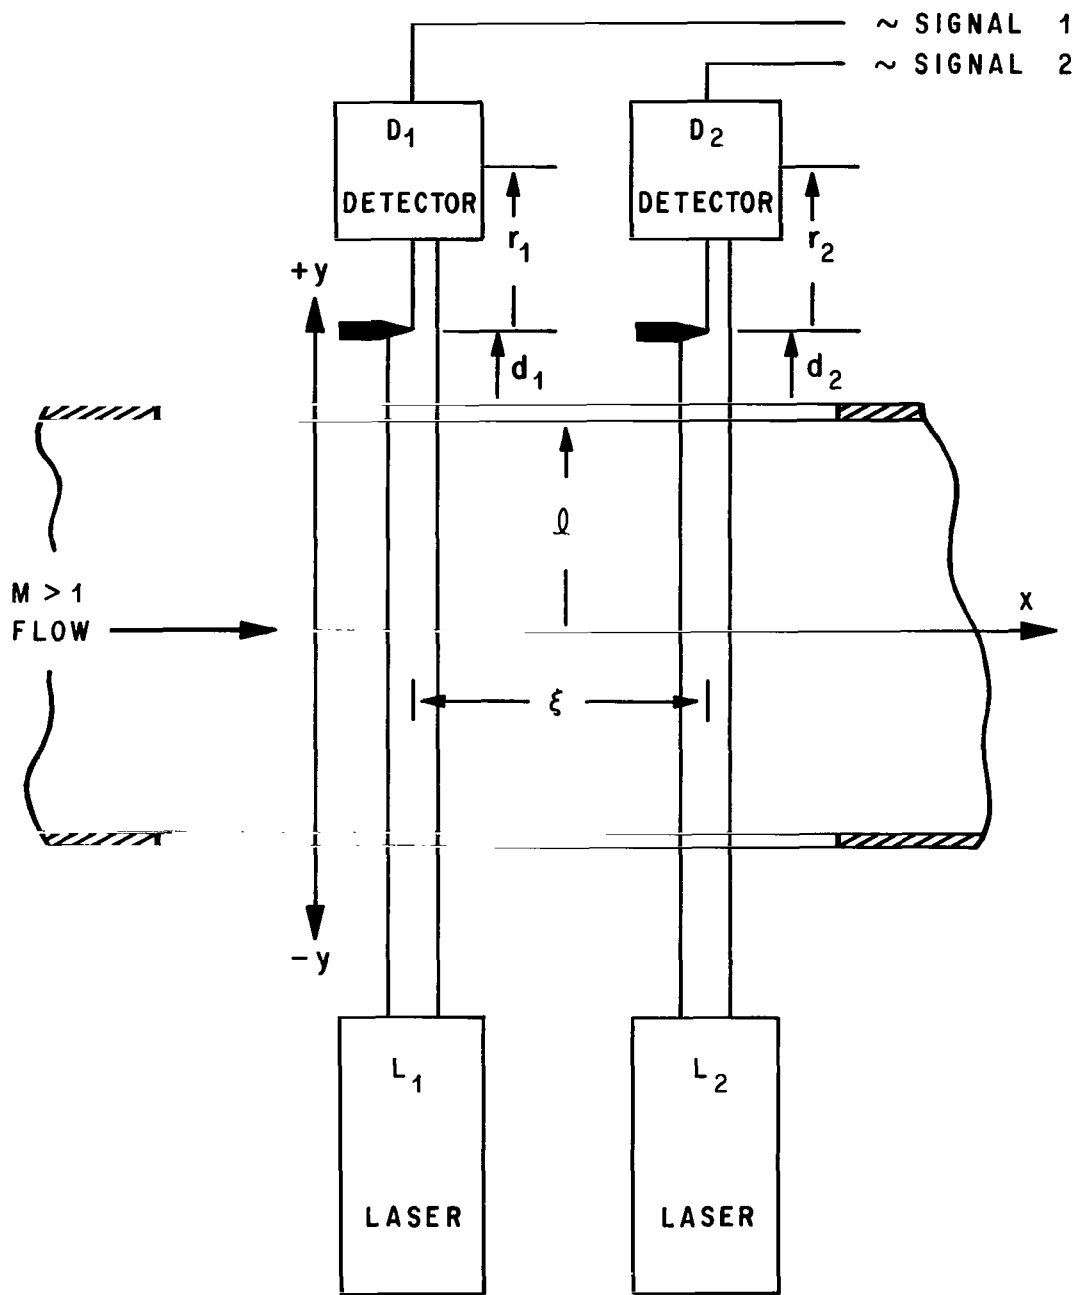 ~ SIGNAL 1
~ SIGNAL 2
D1
D2
DETECTOR
DETECTOR
r1
r2
+y
d1
d2
ℓ
M > 1
FLOW
x
ξ
-y
L1
L2
LASER
LASER